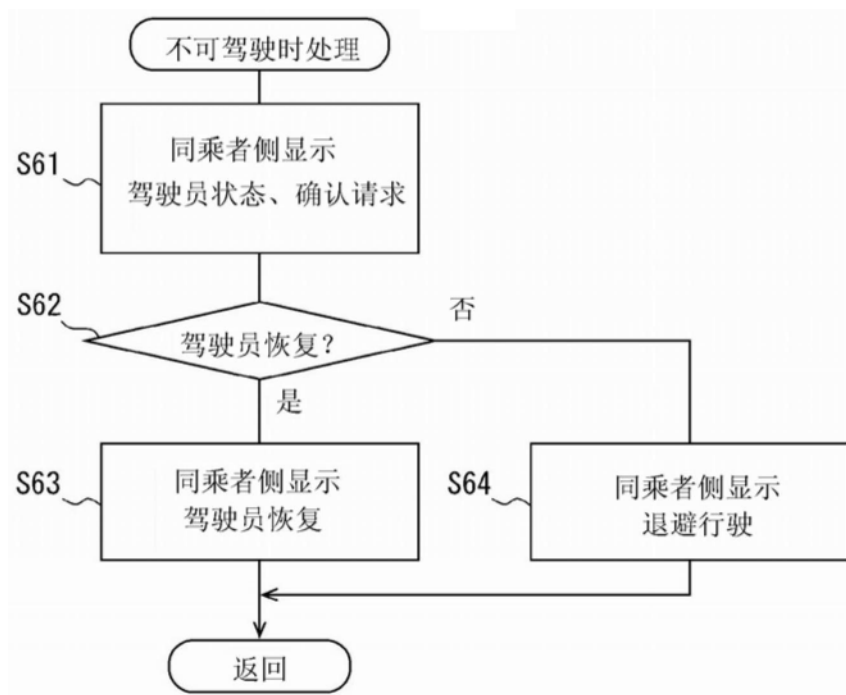 不可驾驶时处理
S61
同乘者侧显示
驾驶员状态、确认请求
S62
驾驶员恢复?
否
是
S63
同乘者侧显示
驾驶员恢复
S64
同乘者侧显示
退避行驶
返回